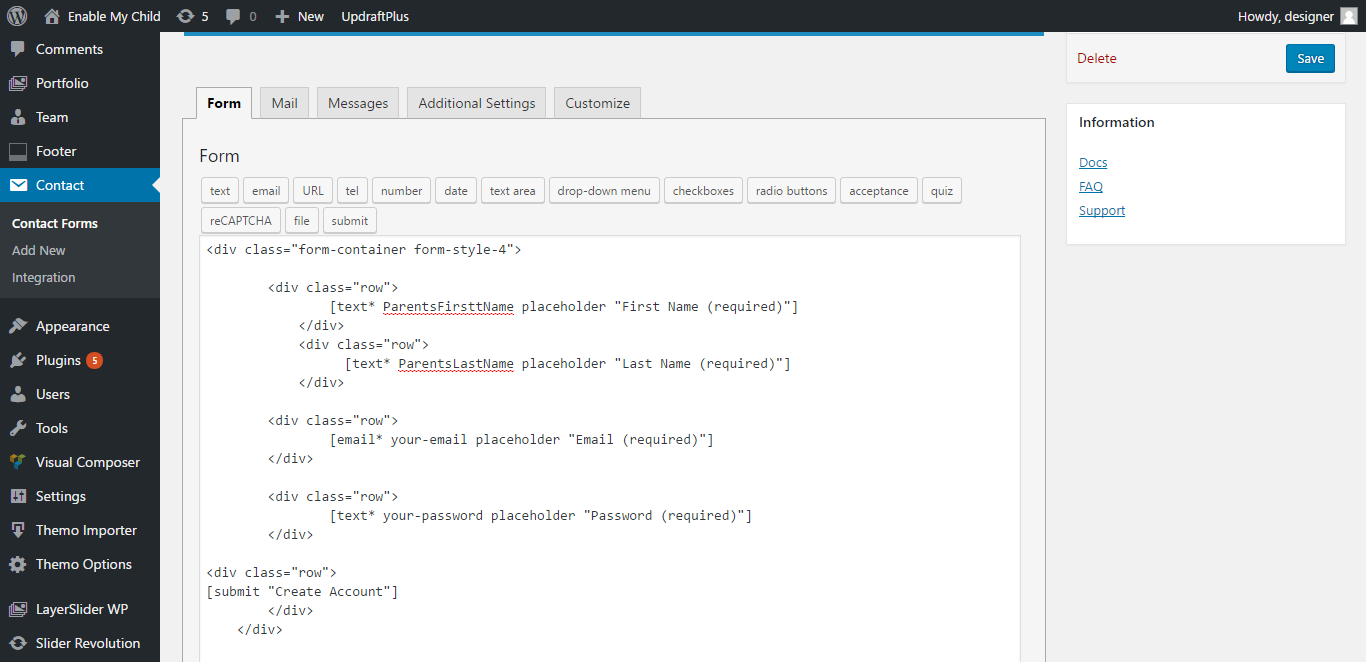 Enable My Child 5 0 New UpdraftPlus Howdy, designer
Comments
Portfolio
Team
Footer
Contact
Contact Forms
Add New
Integration
Appearance
Plugins 5
Users
Tools
Visual Composer
Settings
Themo Importer
Themo Options
LayerSlider WP
Slider Revolution
Form Mail Messages Additional Settings Customize
Form
text email URL tel number date text area drop-down menu checkboxes radio buttons acceptance quiz
reCAPTCHA file submit
<div class="form-container form-style-4">
<div class="row">
[text* ParentsFirsttName placeholder "First Name (required)"]
</div>
<div class="row">
[text* ParentsLastName placeholder "Last Name (required)"]
</div>
<div class="row">
[email* your-email placeholder "Email (required)"]
</div>
<div class="row">
[text* your-password placeholder "Password (required)"]
</div>
<div class="row">
[submit "Create Account"]
</div>
</div>
Delete Save
Information
Docs
FAQ
Support